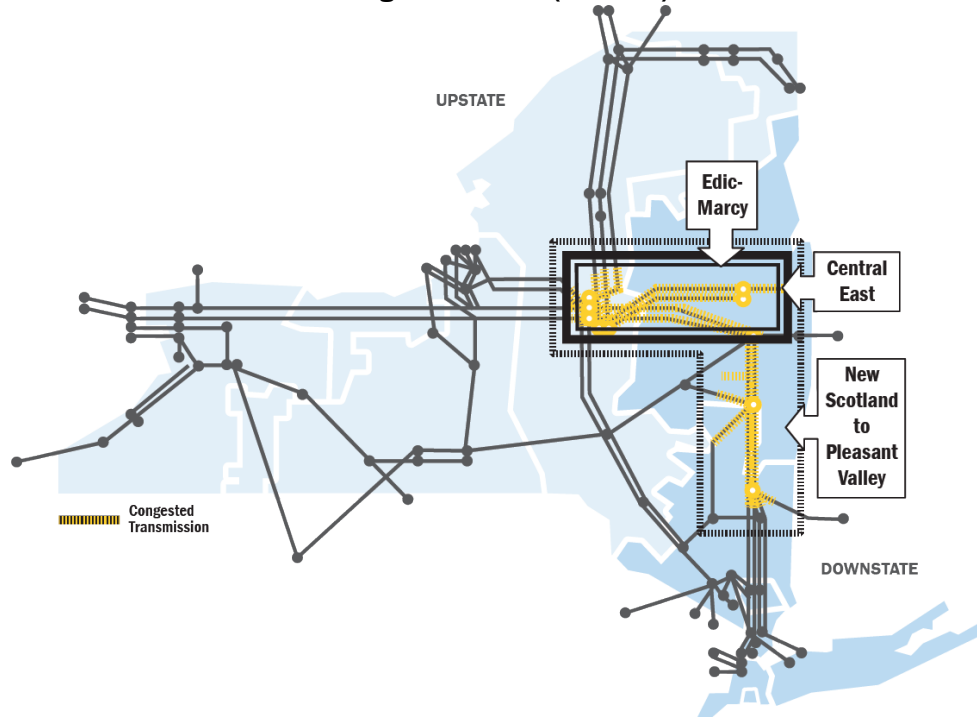 UPSTATE
Edic-
Marcy
Central
East
New
Scotland
to
Pleasant
Valley
Congested
Transmission
DOWNSTATE